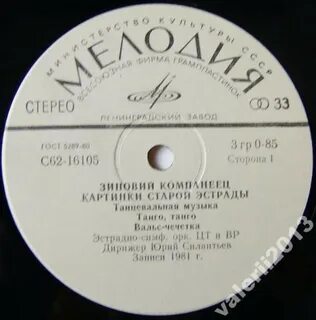 МИНИСТЕРСТВО КУЛЬТУРЫ СССР
МЕЛОДИЯ
ВСЕСОЮЗНАЯ ФИРМА ГРАМПЛАСТИНОК
СТЕРЕО
33
ЛЕНИНГРАДСКИЙ ЗАВОД
ГОСТ 5289-80
3 гр 0-85
С62-16105
Сторона 1
ЗИНОВИЙ КОМПАНЕЕЦ
КАРТИНКИ СТАРОЙ ЭСТРАДЫ
Танцевальная музыка
Танго, танго
Вальс-чечетка
Эстрадно-симф. орк. ЦТ и ВР
Дирижер Юрий Силантьев
Записи 1981 г.
valerii2013